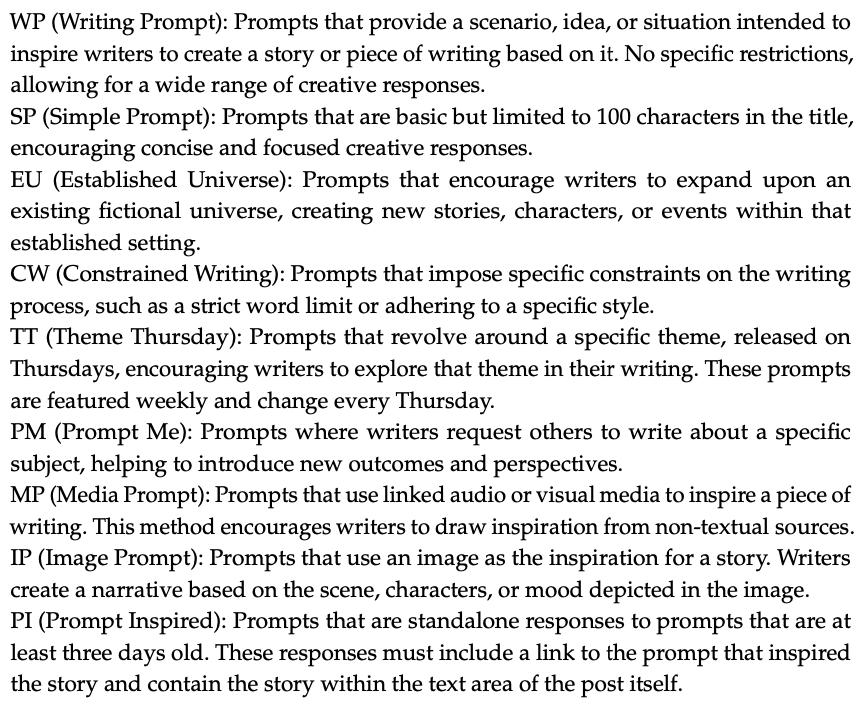 WP (Writing Prompt): Prompts that provide a scenario, idea, or situation intended to
inspire writers to create a story or piece of writing based on it. No specific restrictions,
allowing for a wide range of creative responses.
SP (Simple Prompt): Prompts that are basic but limited to 100 characters in the title,
encouraging concise and focused creative responses.
EU (Established Universe): Prompts that encourage writers to expand upon an
existing fictional universe, creating new stories, characters, or events within that
established setting.
CW (Constrained Writing): Prompts that impose specific constraints on the writing
process, such as a strict word limit or adhering to a specific style.
TT (Theme Thursday): Prompts that revolve around a specific theme, released on
Thursdays, encouraging writers to explore that theme in their writing. These prompts
are featured weekly and change every Thursday.
PM (Prompt Me): Prompts where writers request others to write about a specific
subject, helping to introduce new outcomes and perspectives.
MP (Media Prompt): Prompts that use linked audio or visual media to inspire a piece of
writing. This method encourages writers to draw inspiration from non-textual sources.
IP (Image Prompt): Prompts that use an image as the inspiration for a story. Writers
create a narrative based on the scene, characters, or mood depicted in the image.
PI (Prompt Inspired): Prompts that are standalone responses to prompts that are at
least three days old. These responses must include a link to the prompt that inspired
the story and contain the story within the text area of the post itself.